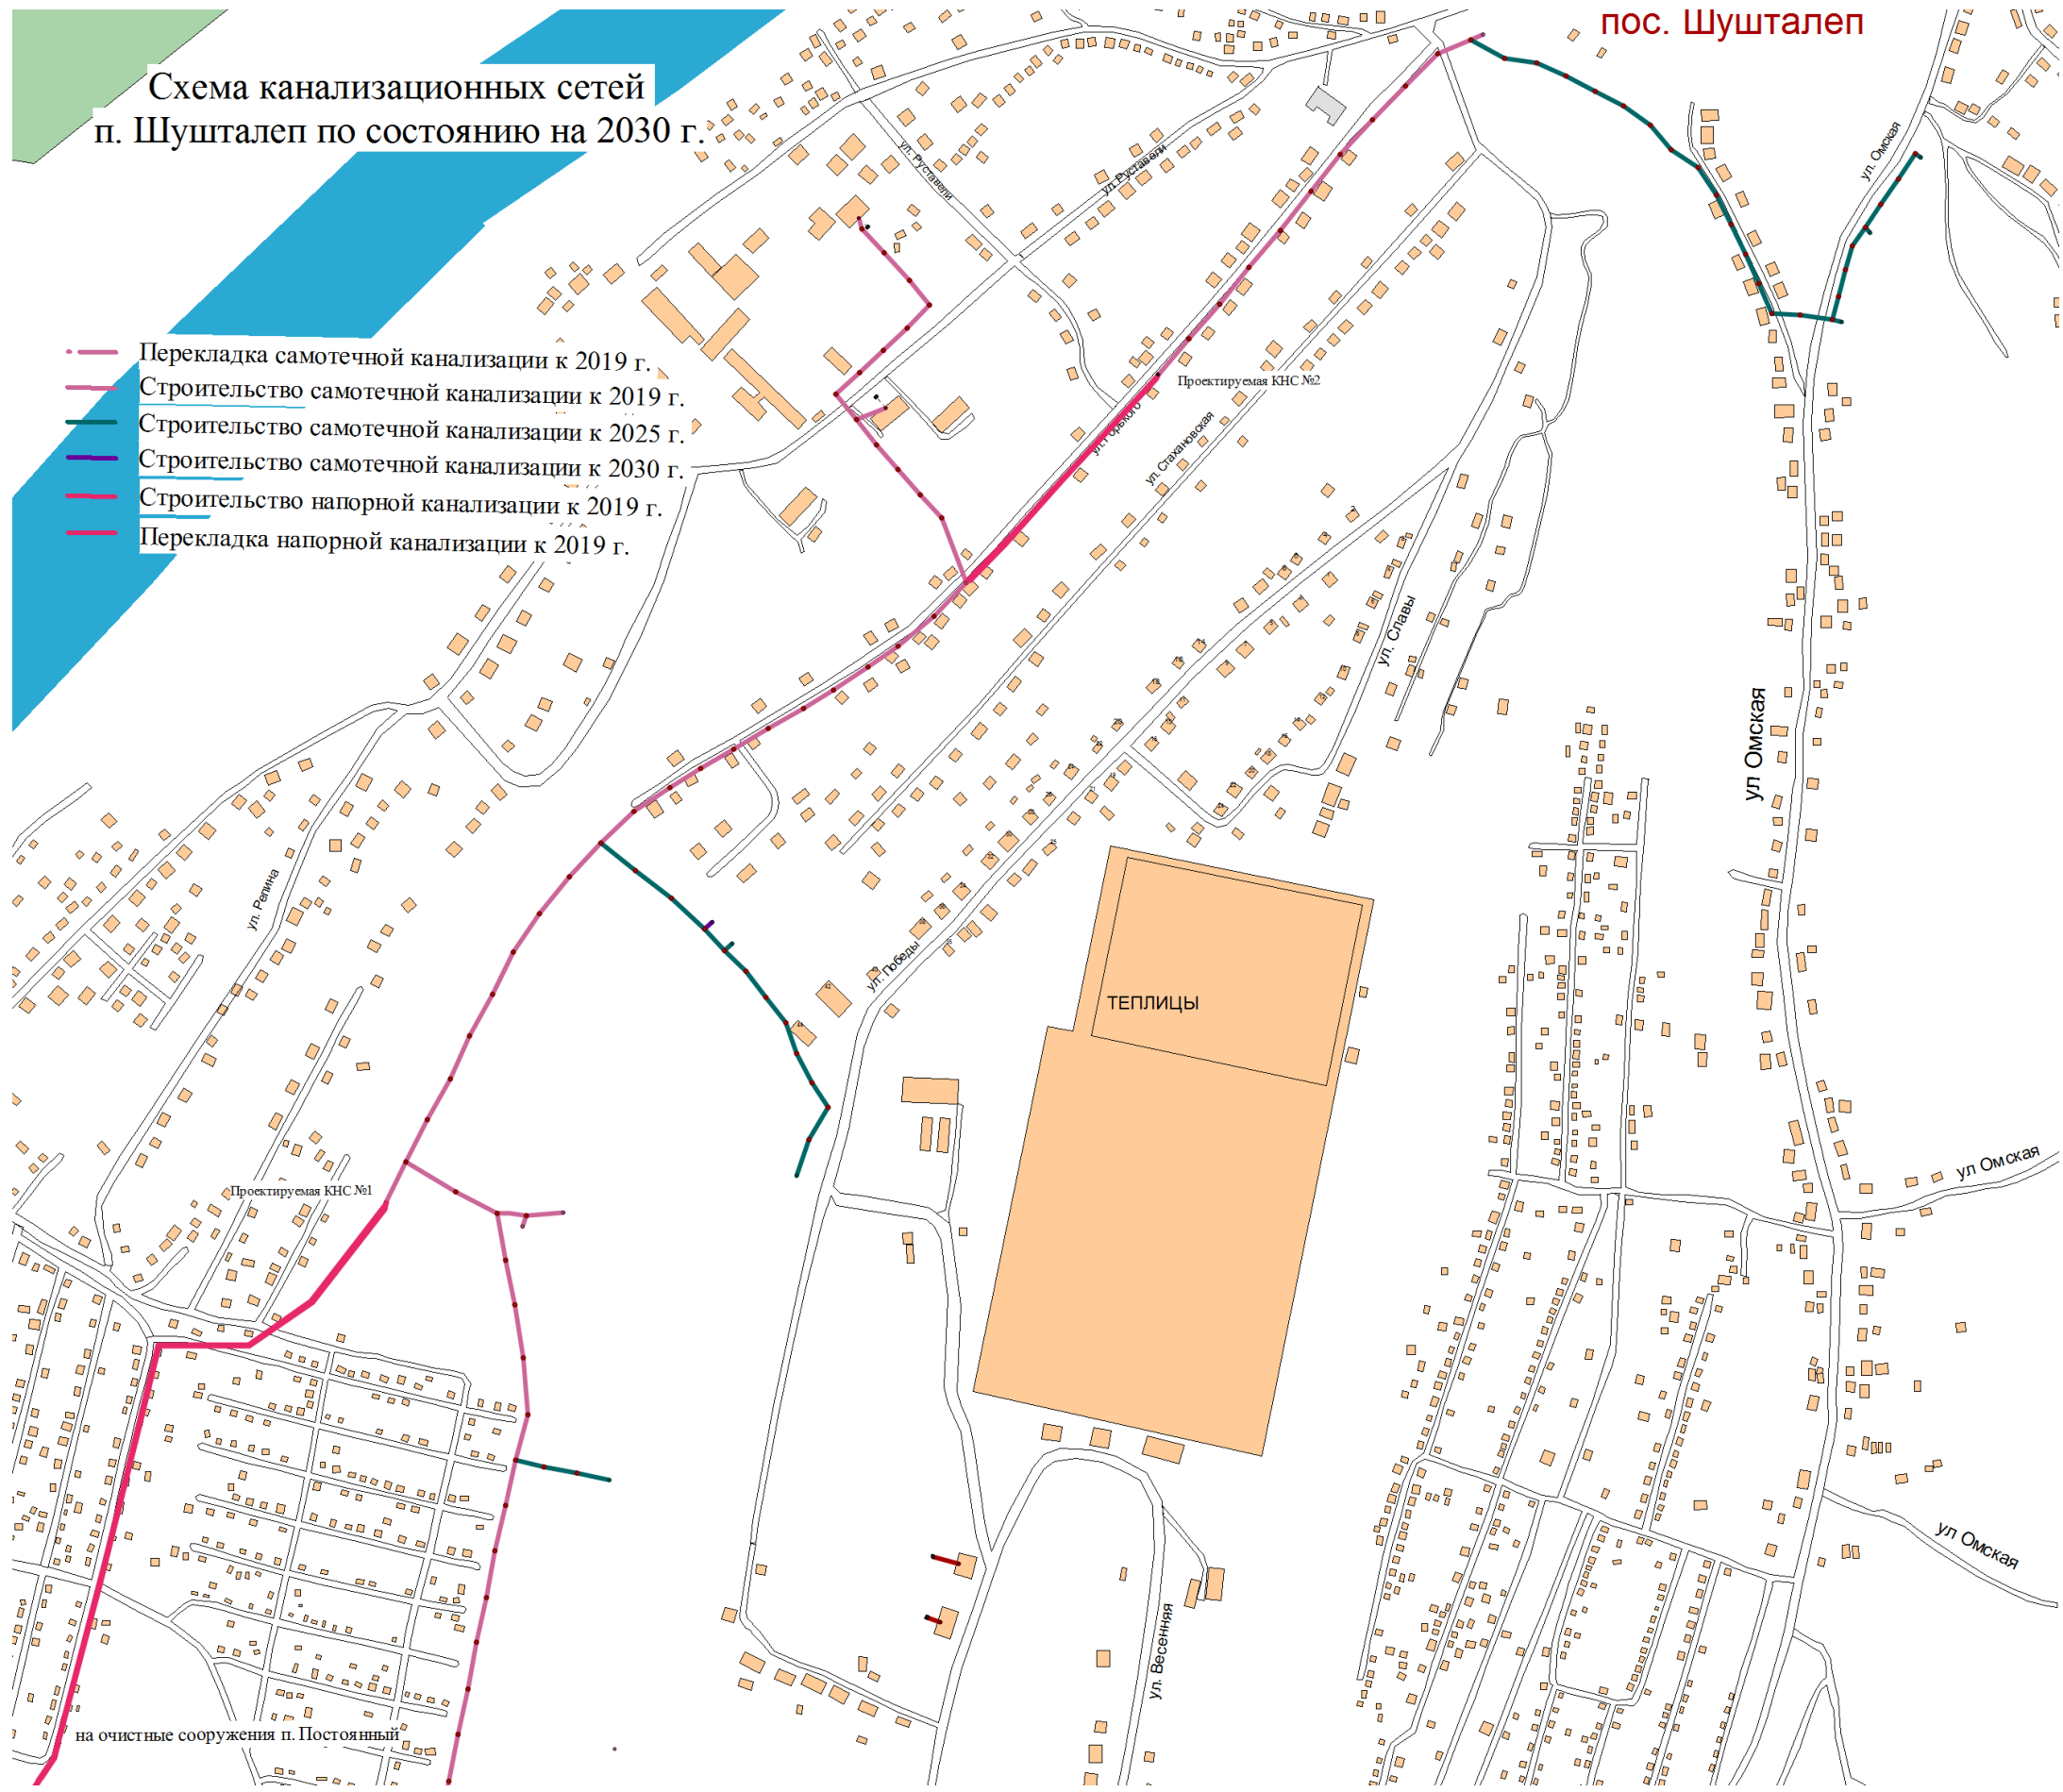 пос. Шушталеп
Схема канализационных сетей
п. Шушталеп по состоянию на 2030 г.
ул. Руставели
ул. Руставели
ул. Омская
Перекладка самотечной канализации к 2019 г.
Строительство самотечной канализации к 2019 г.
Строительство самотечной канализации к 2025 г.
Строительство самотечной канализации к 2030 г.
Строительство напорной канализации к 2019 г.
Перекладка напорной канализации к 2019 г.
Проектируемая КНС №2
ул. Горького
ул. Стахановская
ул. Славы
ул Омская
ул. Репина
ул. Победы
ТЕПЛИЦЫ
ул Омская
Проектируемая КНС №1
ул Омская
ул. Весенняя
на очистные сооружения п. Постоянный